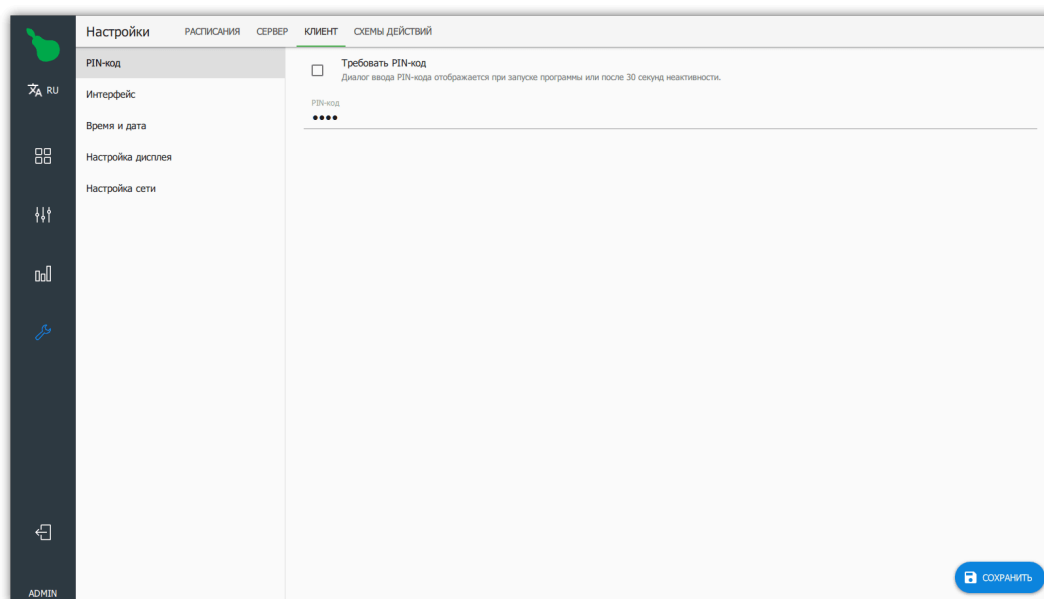 Настройки РАСПИСАНИЯ СЕРВЕР КЛИЕНТ СХЕМЫ ДЕЙСТВИЙ
RU
PIN-код
Интерфейс
Время и дата
Настройка дисплея
Настройка сети
Требовать PIN-код
Диалог ввода PIN-кода отображается при запуске программы или после 30 секунд неактивности.
PIN-код
••••
СОХРАНИТЬ
ADMIN